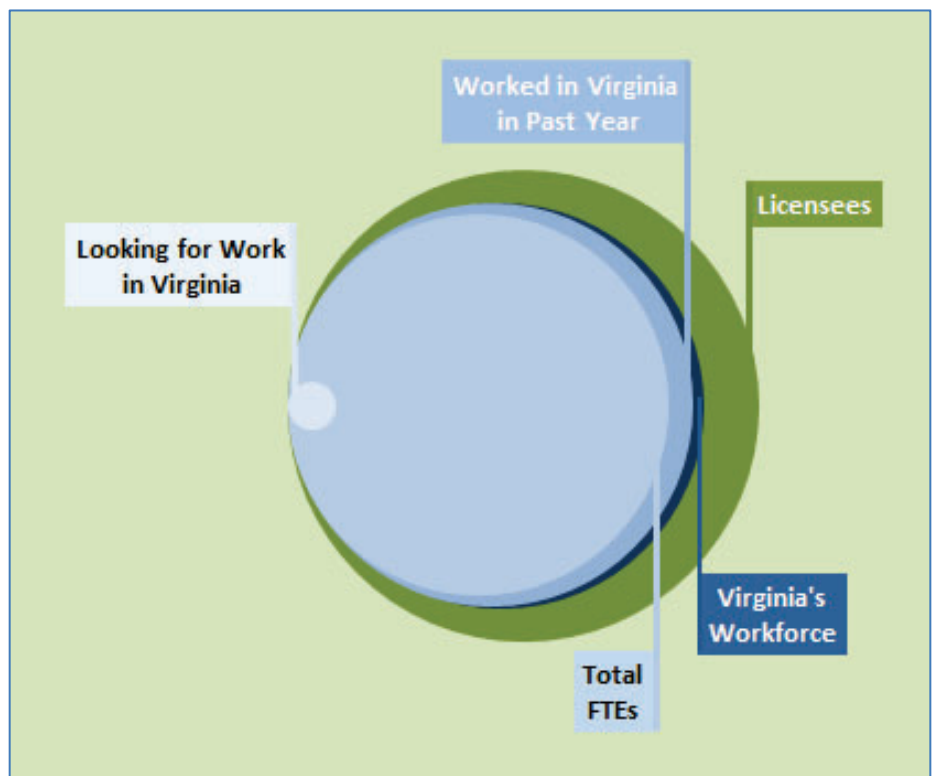 Worked in Virginia
in Past Year
Licensees
Looking for Work
in Virginia
Virginia's
Workforce
Total
FTEs